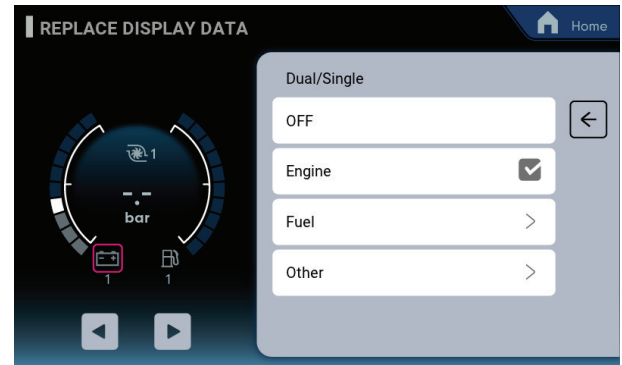 REPLACE DISPLAY DATA
Home
Dual/Single
OFF
Engine
Fuel
Other
1
-.-
bar
1
1